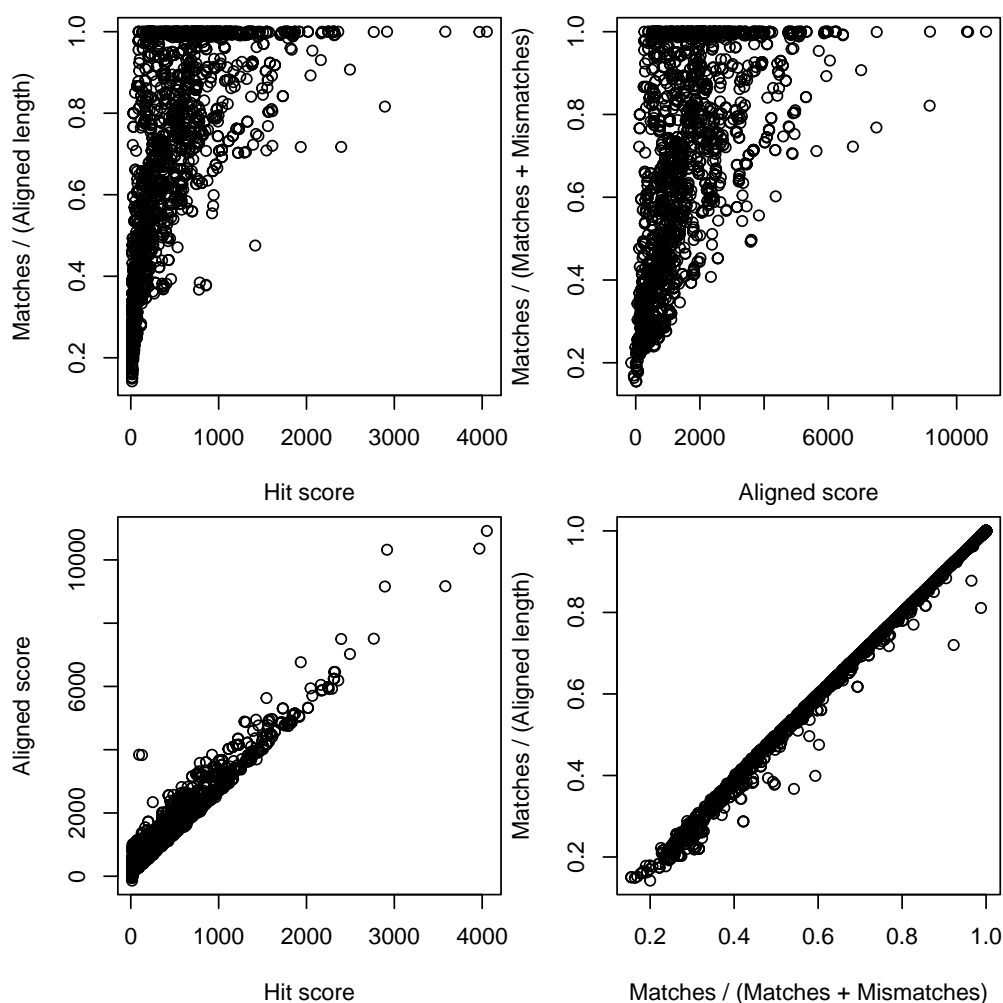 Matches / (Aligned length)
1.0
0.8
0.6
0.4
0.2
0 1000 2000 3000 4000
Hit score
Matches / (Matches + Mismatches)
1.0
0.8
0.6
0.4
0.2
0 2000 6000 10000
Aligned score
Aligned score
10000
6000
2000
0
0 1000 2000 3000 4000
Hit score
Matches / (Aligned length)
1.0
0.8
0.6
0.4
0.2
0.2 0.4 0.6 0.8 1.0
Matches / (Matches + Mismatches)